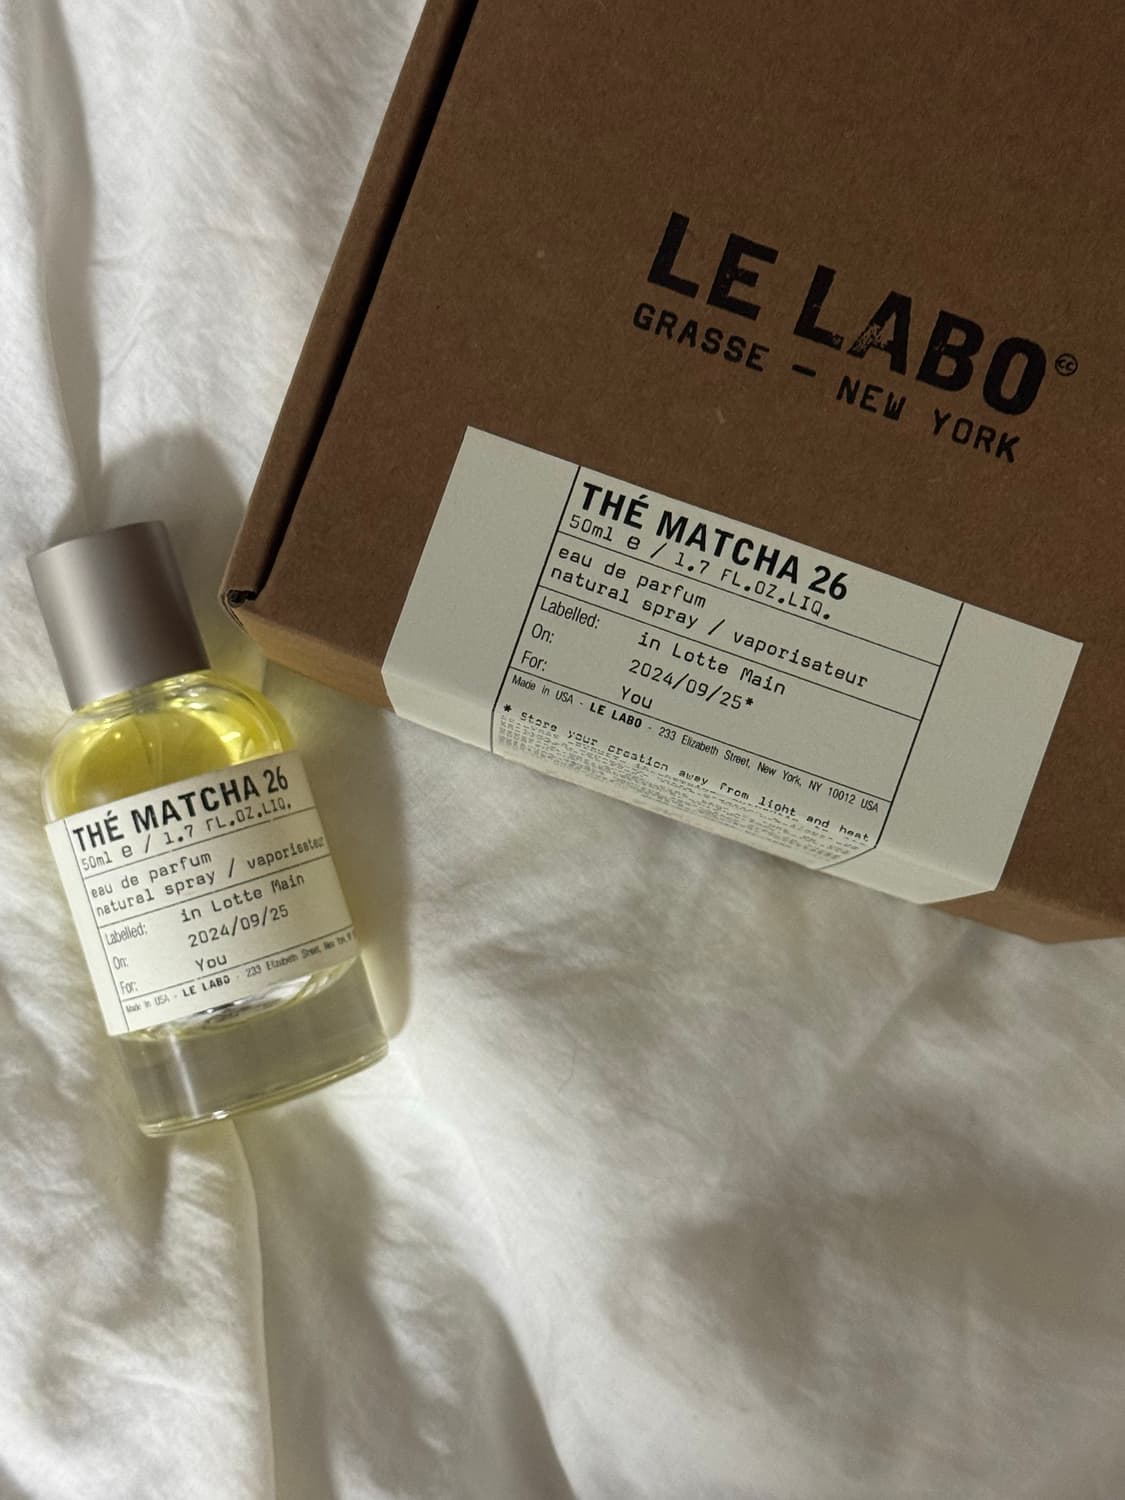 LE LABO
GRASSE — NEW YORK
THÉ MATCHA 26
50ml e / 1.7 FL.OZ.LIQ.
eau de parfum
natural spray / vaporisateur
Labelled: in Lotte Main
On: 2024/09/25*
For: You
Made in USA - LE LABO - 233 Elizabeth Street, New York, NY 10012 USA
* store your creation away from light and heat
THÉ MATCHA 26
50ml e / 1.7 FL.OZ.LIQ.
eau de parfum
natural spray / vaporisateur
Labelled: in Lotte Main
On: 2024/09/25
For: You
Made in USA - LE LABO - 233 Elizabeth Street, New York,